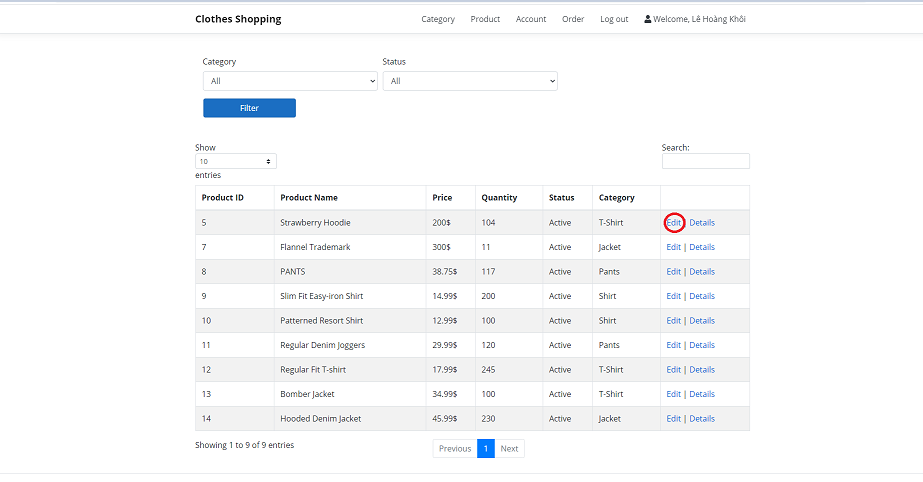 Clothes Shopping Category Product Account Order Log out Welcome, Lê Hoàng Khôi
Category Status
All All
Filter
Show Search:
10
entries
Product ID Product Name Price Quantity Status Category
5 Strawberry Hoodie 200$ 104 Active T-Shirt Edit | Details
7 Flannel Trademark 300$ 11 Active Jacket Edit | Details
8 PANTS 38.75$ 117 Active Pants Edit | Details
9 Slim Fit Easy-iron Shirt 14.99$ 200 Active Shirt Edit | Details
10 Patterned Resort Shirt 12.99$ 100 Active Shirt Edit | Details
11 Regular Denim Joggers 29.99$ 120 Active Pants Edit | Details
12 Regular Fit T-shirt 17.99$ 245 Active T-Shirt Edit | Details
13 Bomber Jacket 34.99$ 100 Active T-Shirt Edit | Details
14 Hooded Denim Jacket 45.99$ 230 Active Jacket Edit | Details
Showing 1 to 9 of 9 entries Previous 1 Next